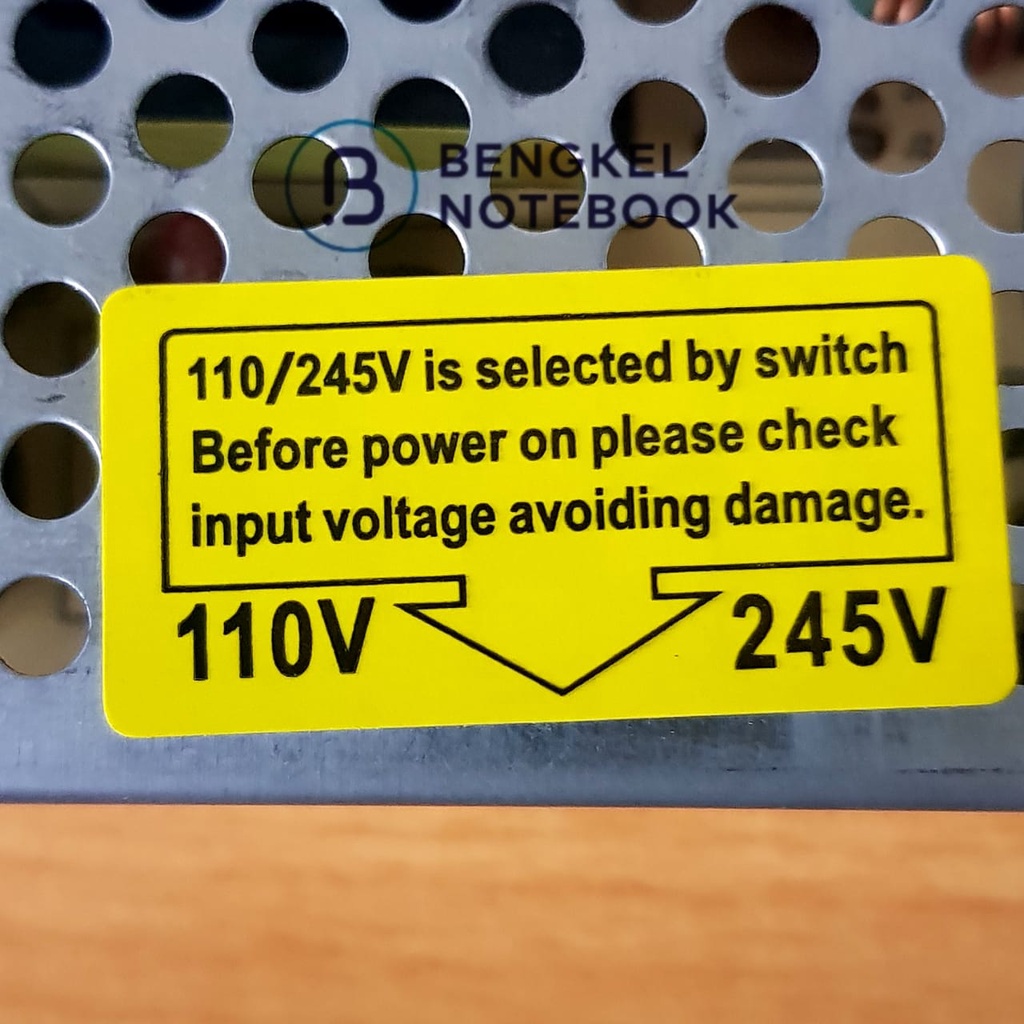 BENGKEL
NOTEBOOK
110/245V is selected by switch
Before power on please check
input voltage avoiding damage.
110V 245V